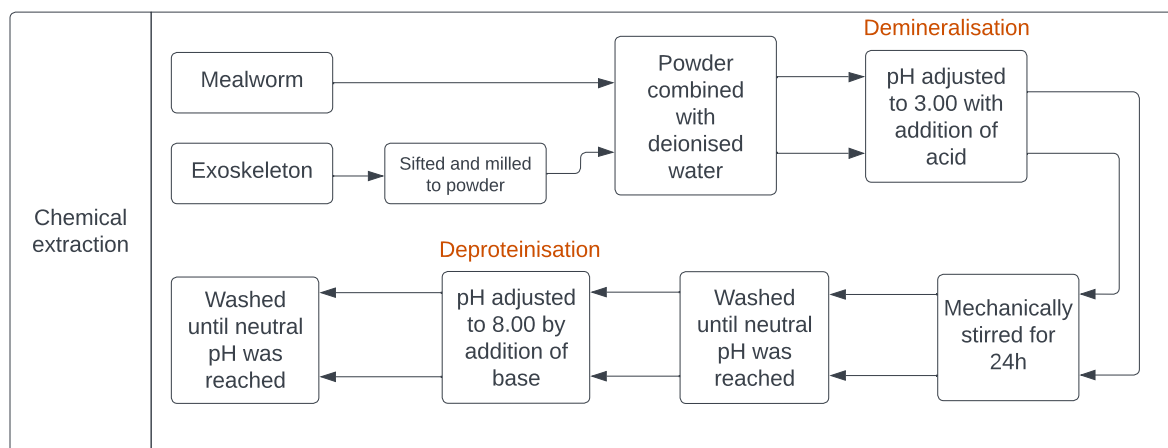 Chemical
extraction
Mealworm
Exoskeleton
Sifted and milled
to powder
Powder
combined
with
deionised
water
Demineralisation
pH adjusted
to 3.00 with
addition of
acid
Mechanically
stirred for
24h
Washed
until neutral
pH was
reached
Deproteinisation
pH adjusted
to 8.00 by
addition of
base
Washed
until neutral
pH was
reached